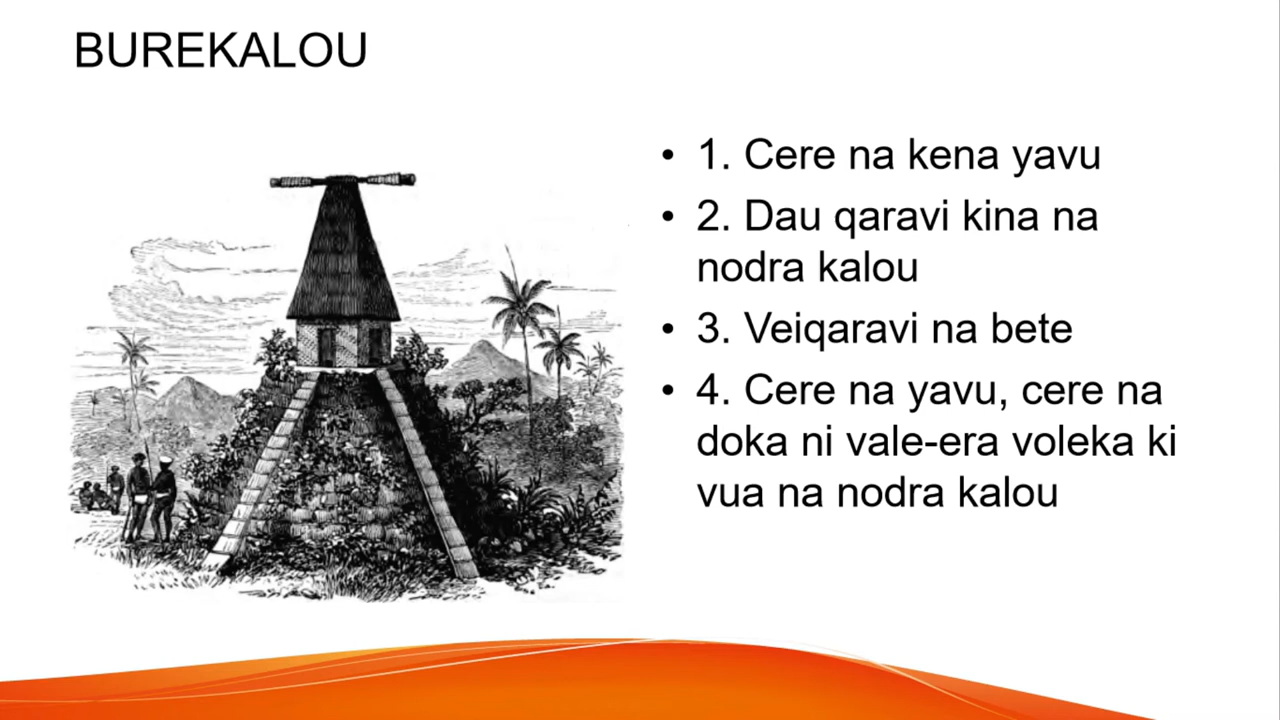 BUREKALOU
• 1. Cere na kena yavu
• 2. Dau qaravi kina na
nodra kalou
• 3. Veiqaravi na bete
• 4. Cere na yavu, cere na
doka ni vale-era voleka ki
vua na nodra kalou